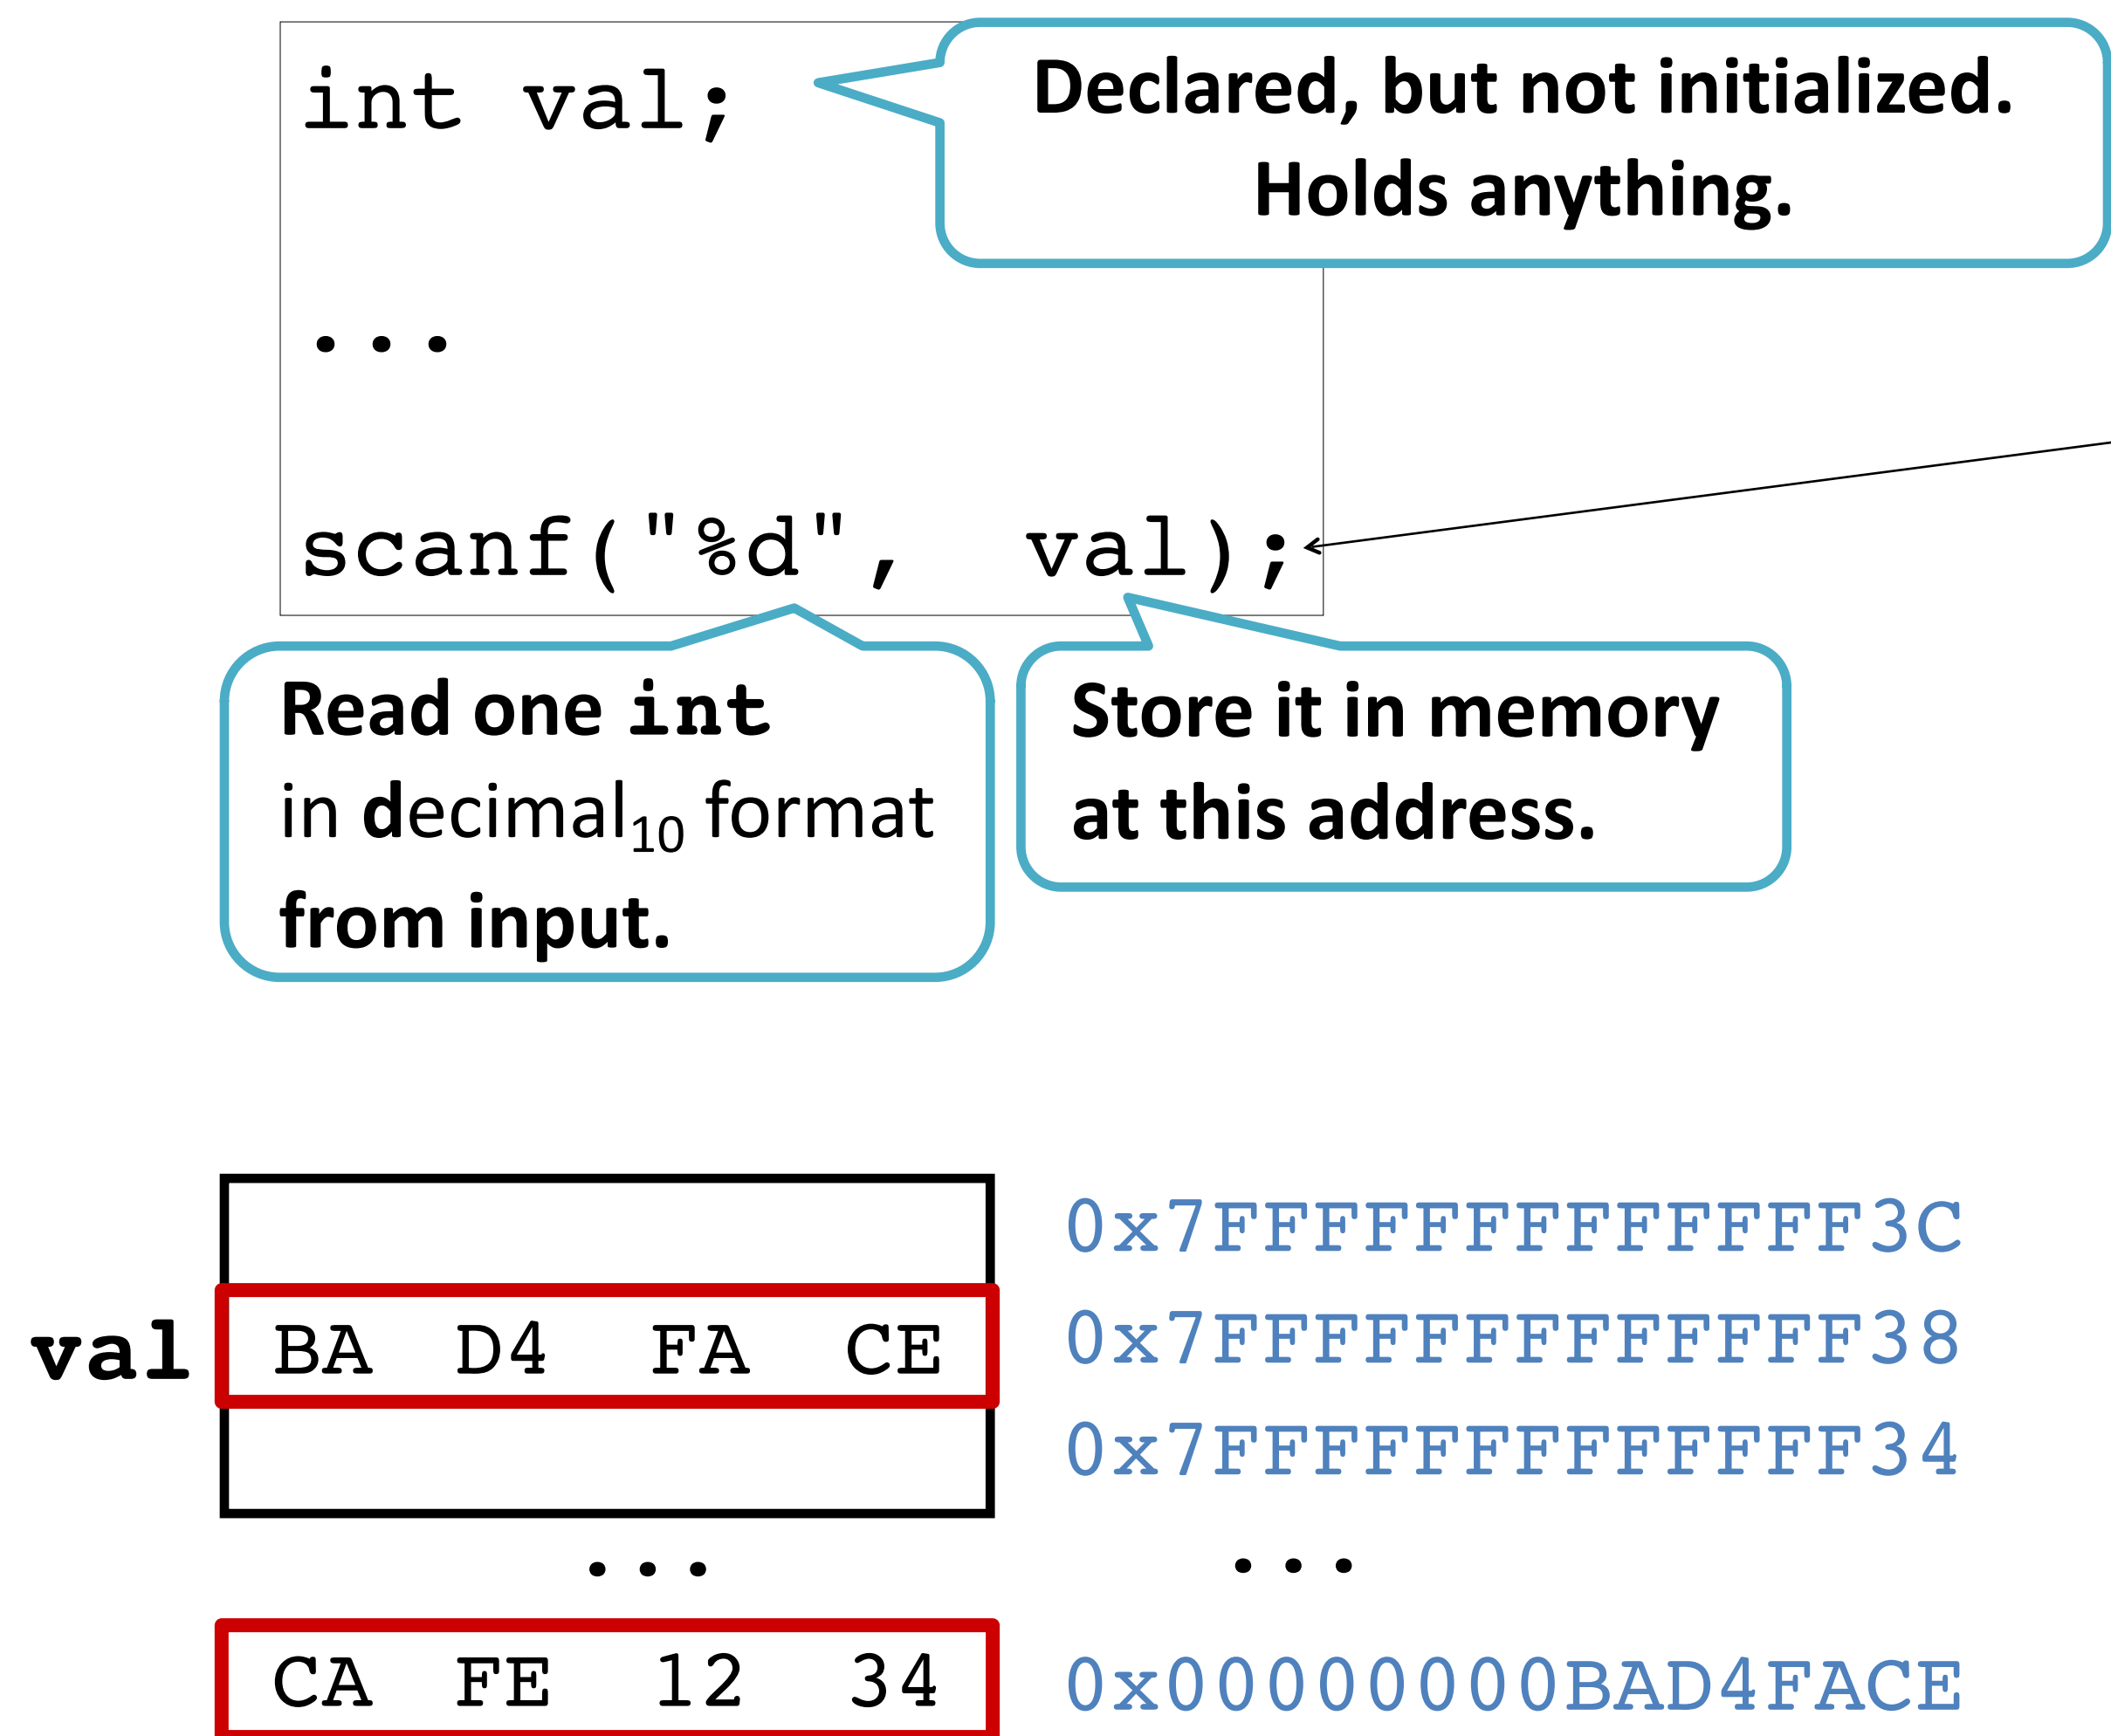 int val;
Declared, but not initialized.
Holds anything.
...
scanf("%d", val);
Read one int
in decimal10 format
from input.
Store it in memory
at this address.
0x7FFFFFFFFFFFFF3C
val BA D4 FA CE 0x7FFFFFFFFFFFFF38
0x7FFFFFFFFFFFFF34
... ...
CA FE 12 34 0x00000000BAD4FACE